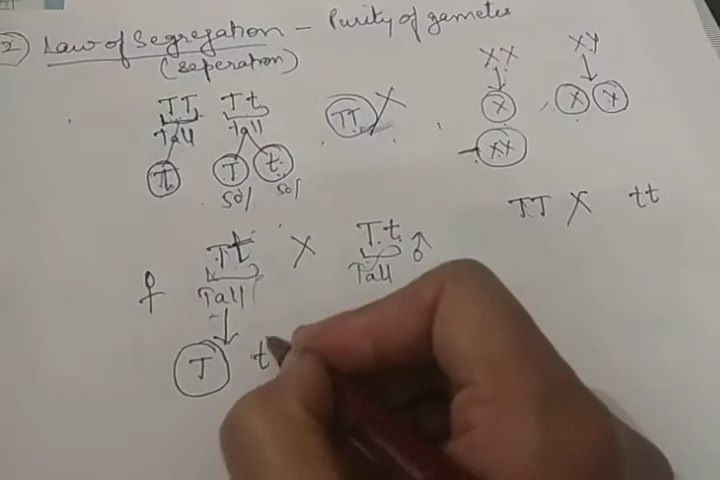 2) Law of Segregation - Purity of gametes
(seperation)
XX XY
TT Tt TT X
X X X
Tall Tall
XX
T T t
50% 50%
TT X tt
Tt X Tt
♀ Tall Tall ♂
T t